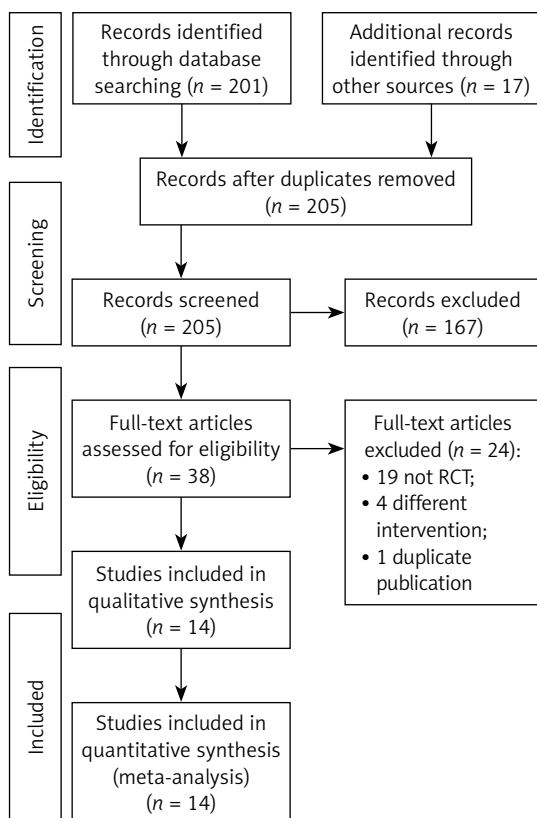 Identification
Records identified
through database
searching (n = 201)
Additional records
identified through
other sources (n = 17)
Records after duplicates removed
(n = 205)
Screening
Records screened
(n = 205)
Records excluded
(n = 167)
Eligibility
Full-text articles
assessed for eligibility
(n = 38)
Full-text articles
excluded (n = 24):
• 19 not RCT;
• 4 different
intervention;
• 1 duplicate
publication
Studies included in
qualitative synthesis
(n = 14)
Included
Studies included in
quantitative synthesis
(meta-analysis)
(n = 14)